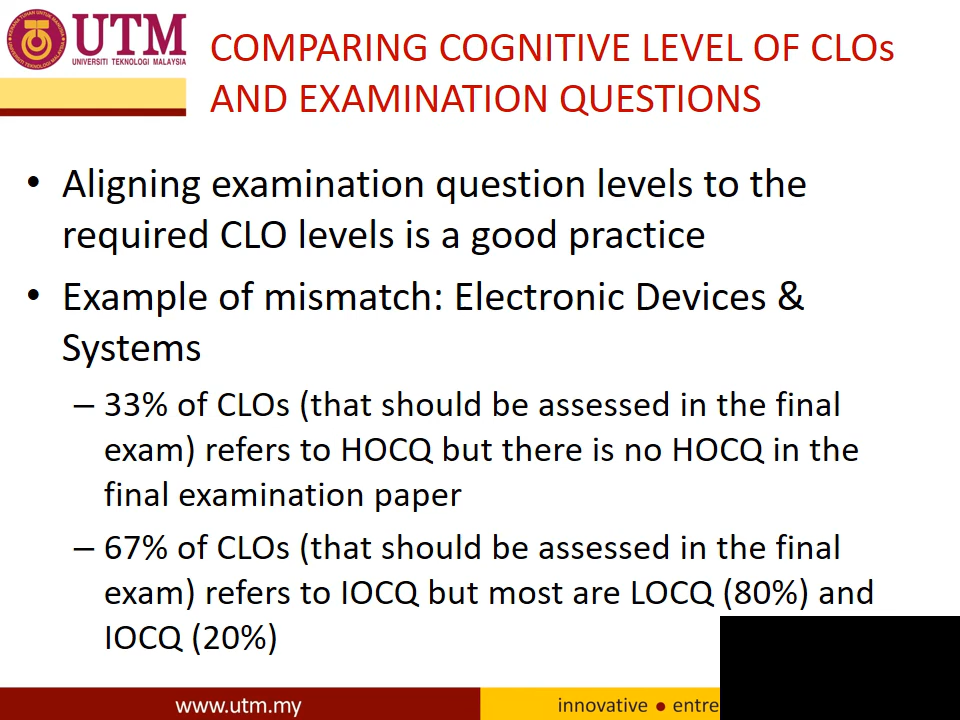 UTM
UNIVERSITI TEKNOLOGI MALAYSIA
COMPARING COGNITIVE LEVEL OF CLOs
AND EXAMINATION QUESTIONS
• Aligning examination question levels to the
required CLO levels is a good practice
• Example of mismatch: Electronic Devices &
Systems
– 33% of CLOs (that should be assessed in the final
exam) refers to HOCQ but there is no HOCQ in the
final examination paper
– 67% of CLOs (that should be assessed in the final
exam) refers to IOCQ but most are LOCQ (80%) and
IOCQ (20%)
www.utm.my
innovative ● entre